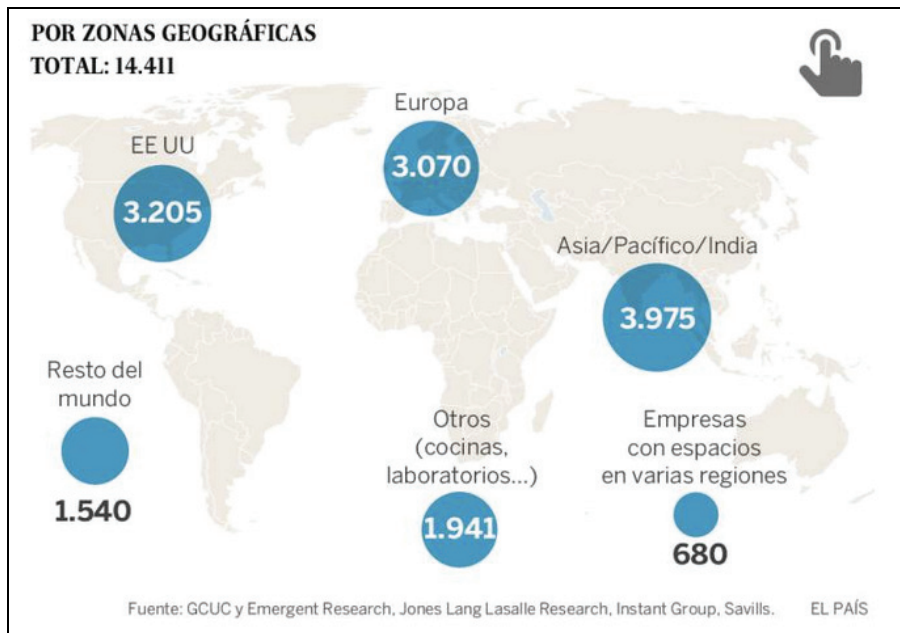 POR ZONAS GEOGRÁFICAS
TOTAL: 14.411
Europa
3.070
EE UU
3.205
Asia/Pacífico/India
3.975
Resto del
mundo
1.540
Otros
(cocinas,
laboratorios...)
1.941
Empresas
con espacios
en varias regiones
680
Fuente: GCUC y Emergent Research, Jones Lang Lasalle Research, Instant Group, Savills.
EL PAÍS